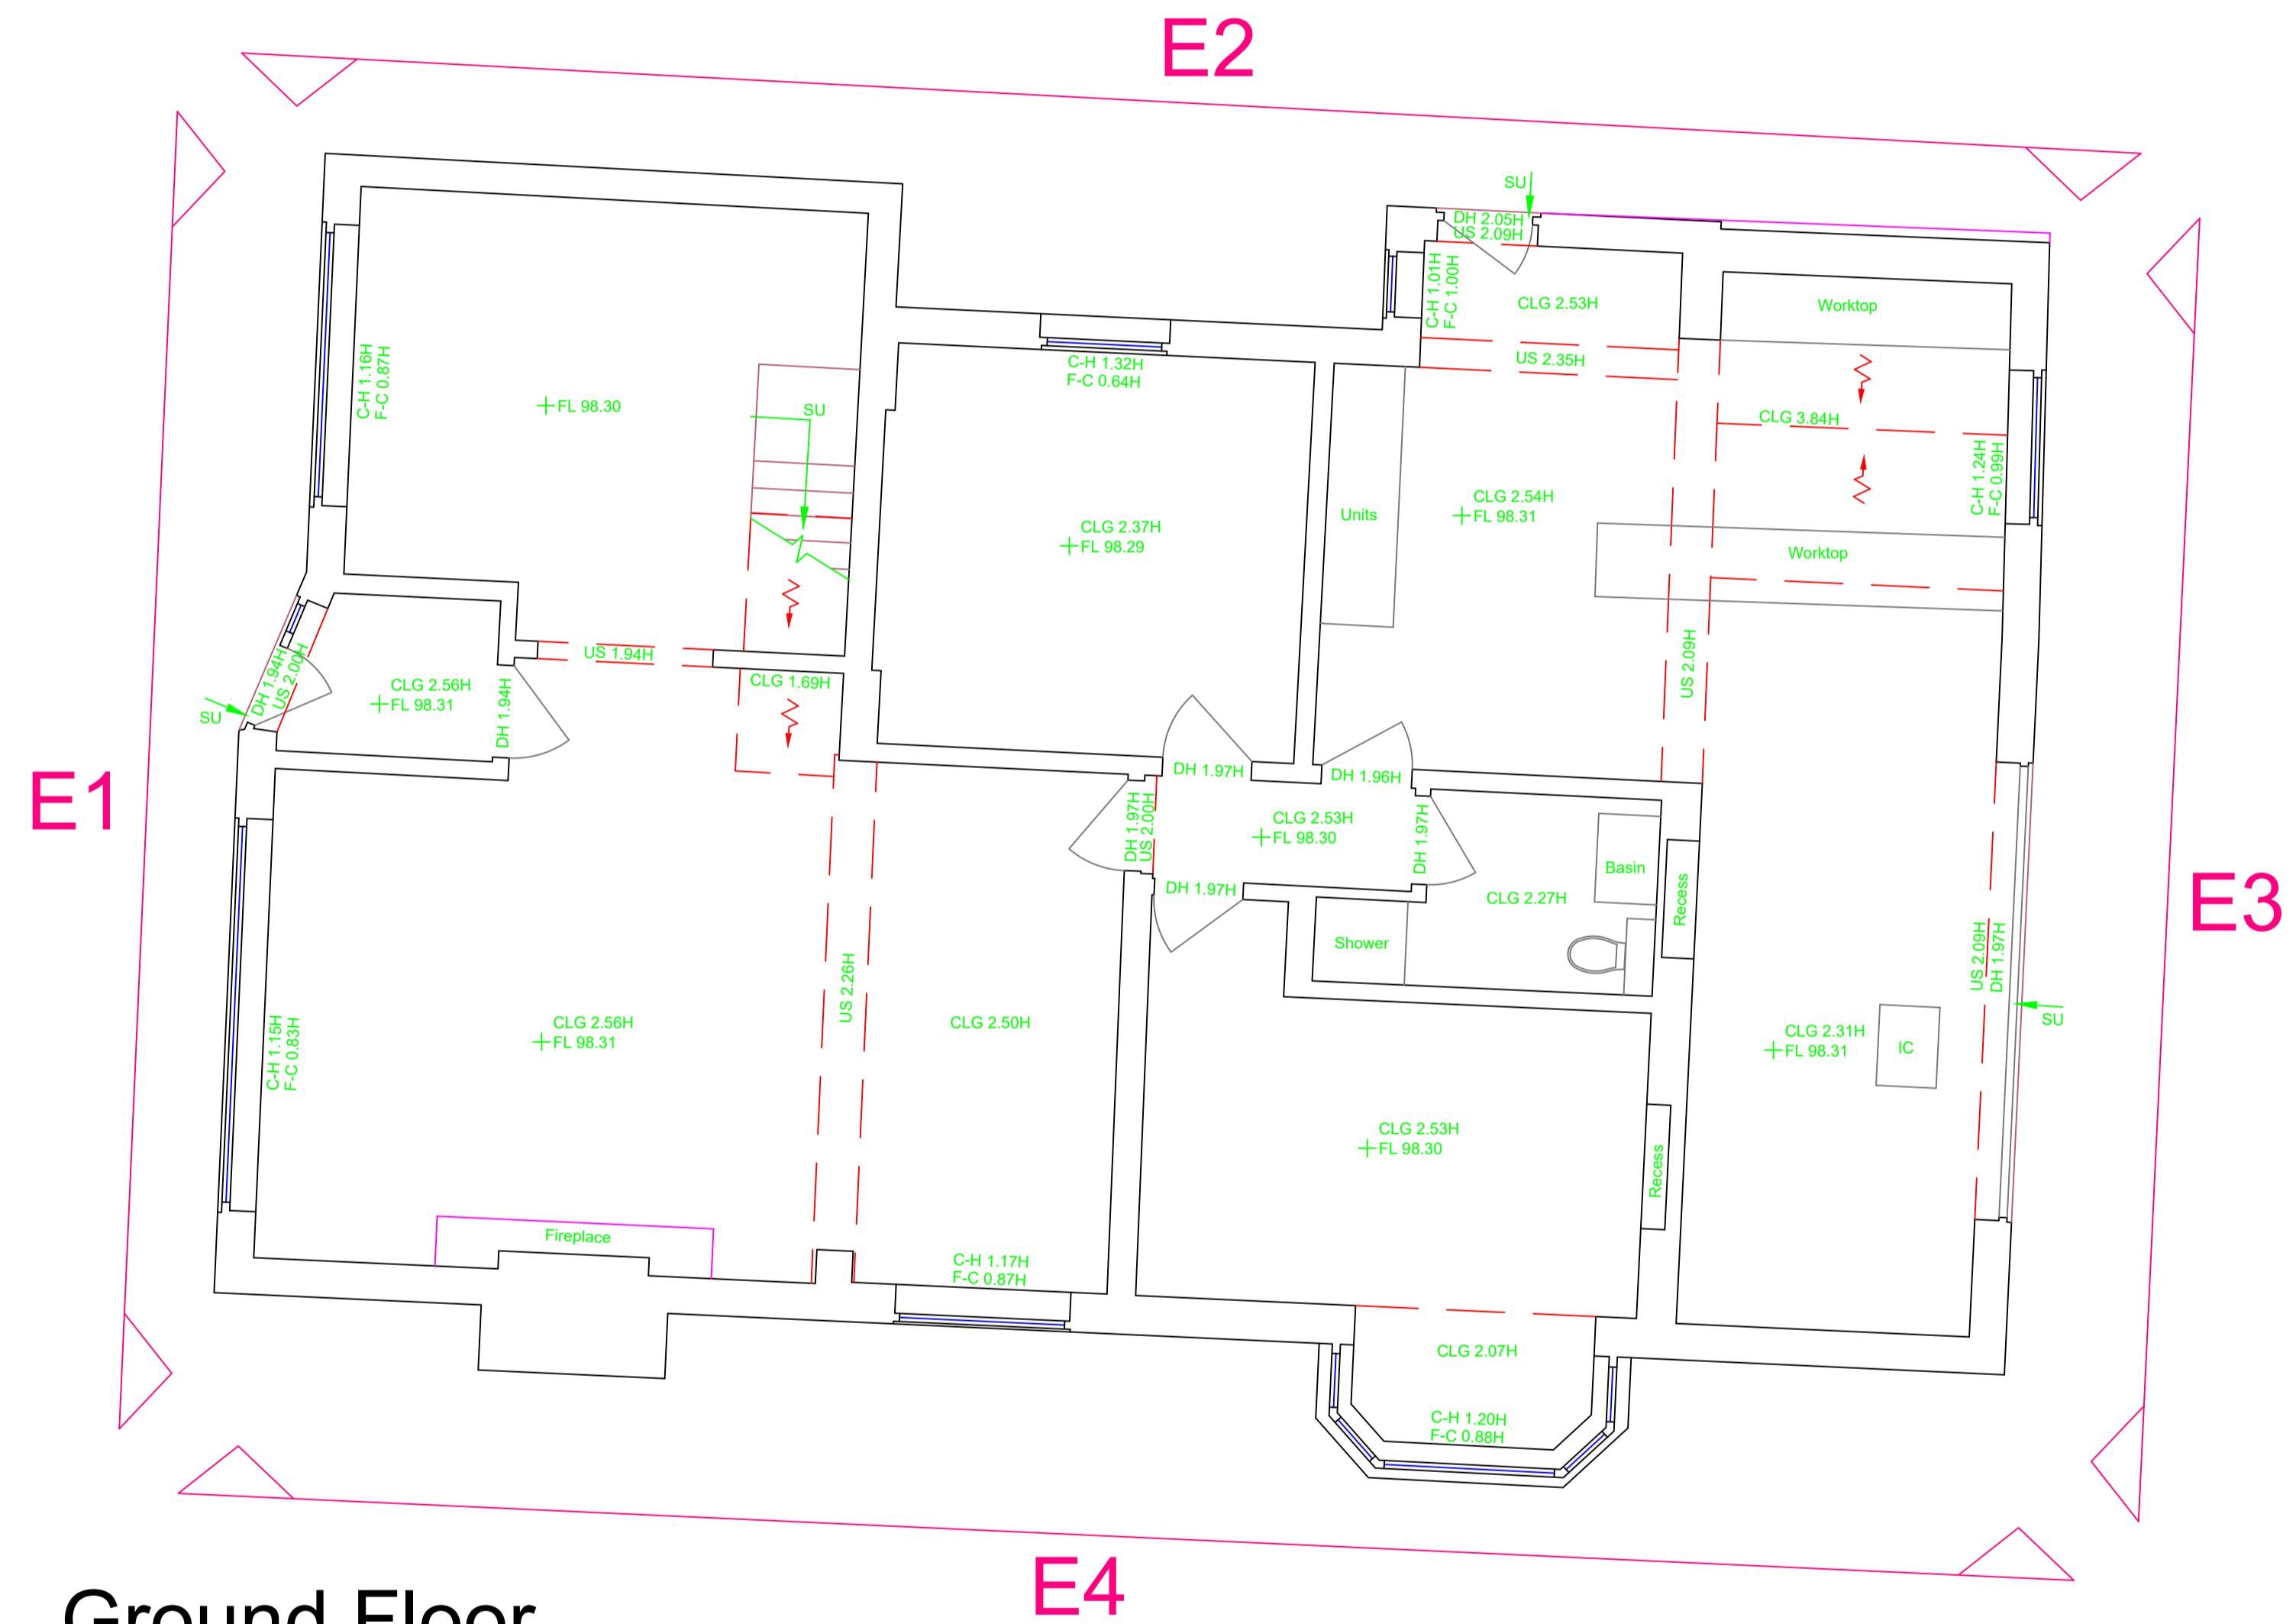 E2
SU
DH 2.05H
US 2.09H
C-H 1.01H
F-C 1.00H
CLG 2.53H
Worktop
C-H 1.16H
F-C 0.87H
FL 98.30
SU
C-H 1.32H
F-C 0.64H
US 2.35H
CLG 3.84H
C-H 1.24H
F-C 0.99H
Units
CLG 2.54H
FL 98.31
CLG 2.37H
FL 98.29
Worktop
US 2.09H
DH 1.94H
US 2.00H
SU
CLG 2.56H
FL 98.31
DH 1.94H
US 1.94H
CLG 1.69H
E1
DH 1.97H
DH 1.96H
DH 1.97H
US 2.00H
CLG 2.53H
FL 98.30
DH 1.97H
DH 1.97H
CLG 2.27H
Basin
Recess
Shower
E3
US 2.09H
DH 1.97H
SU
US 2.26H
C-H 1.15H
F-C 0.83H
CLG 2.56H
FL 98.31
CLG 2.50H
CLG 2.31H
FL 98.31
IC
CLG 2.53H
FL 98.30
Recess
Fireplace
C-H 1.17H
F-C 0.87H
CLG 2.07H
C-H 1.20H
F-C 0.88H
E4
Ground Floor